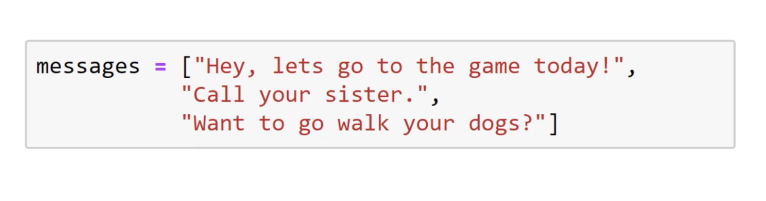 messages = ["Hey, lets go to the game today!",
"Call your sister.",
"Want to go walk your dogs?"]